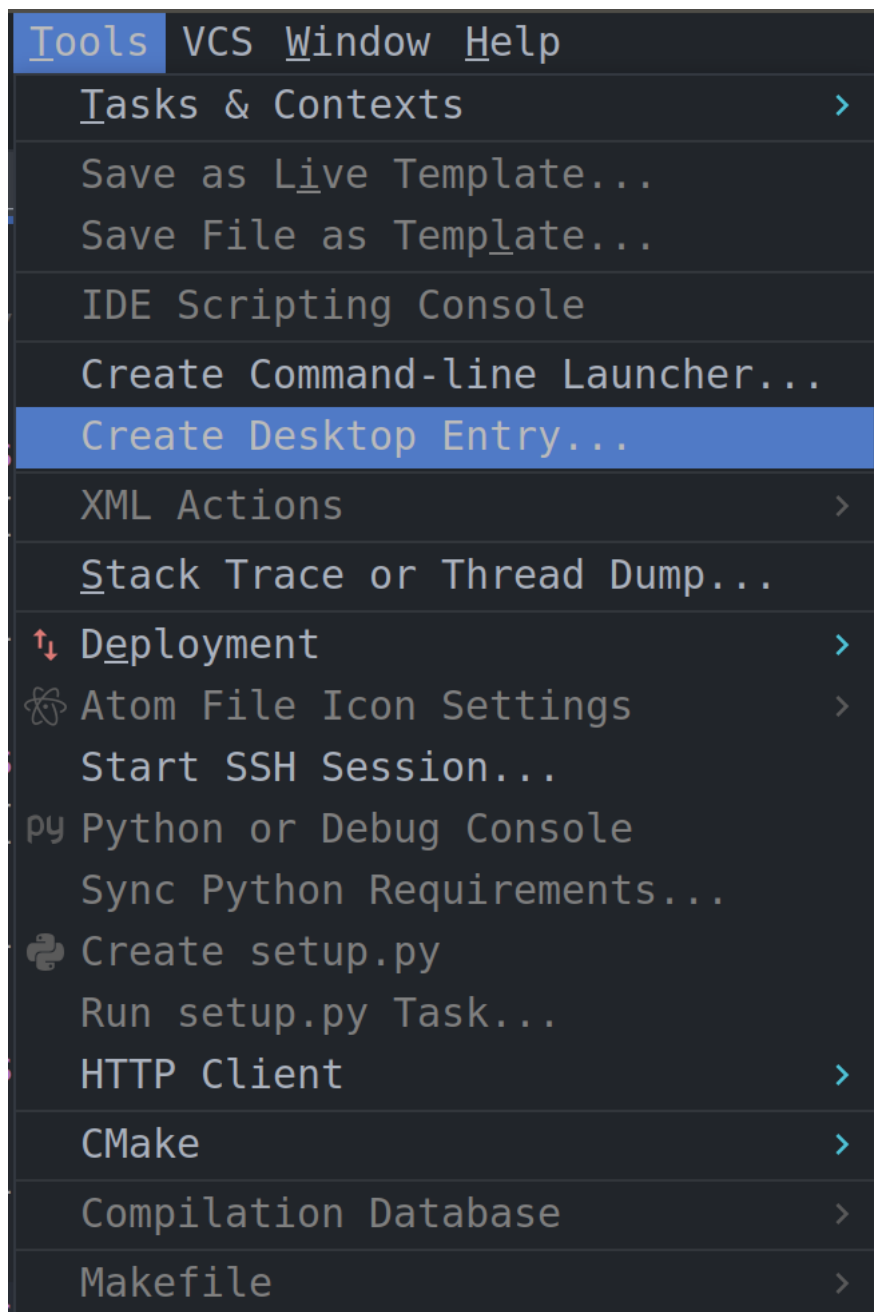 Tools VCS Window Help
Tasks & Contexts
Save as Live Template...
Save File as Template...
IDE Scripting Console
Create Command-line Launcher...
Create Desktop Entry...
XML Actions
Stack Trace or Thread Dump...
Deployment
Atom File Icon Settings
Start SSH Session...
py Python or Debug Console
Sync Python Requirements...
Create setup.py
Run setup.py Task...
HTTP Client
CMake
Compilation Database
Makefile